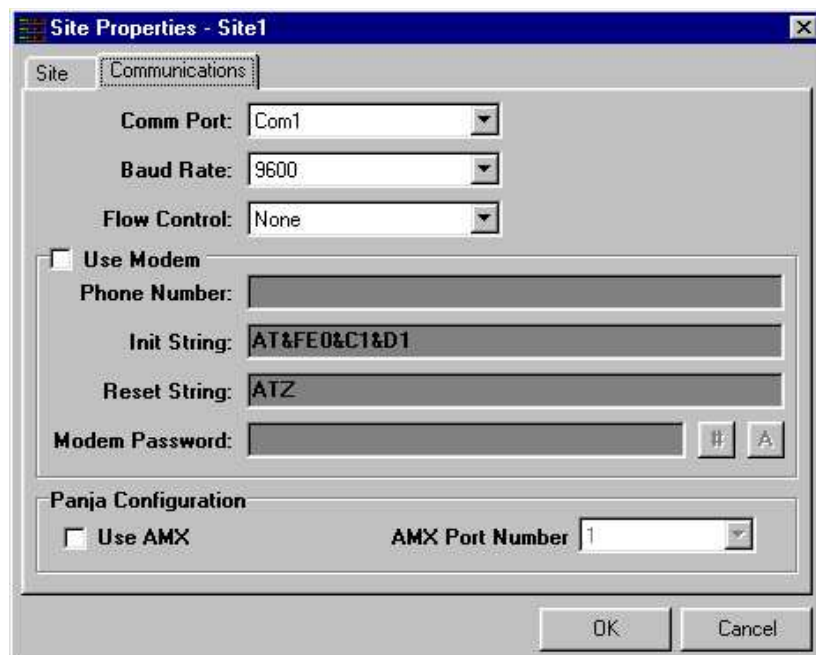 Site Properties - Site1
Site Communications
Comm Port: Com1
Baud Rate: 9600
Flow Control: None
Use Modem
Phone Number:
Init String: AT&FE0&C1&D1
Reset String: ATZ
Modem Password: # A
Panja Configuration
Use AMX AMX Port Number 1
OK Cancel